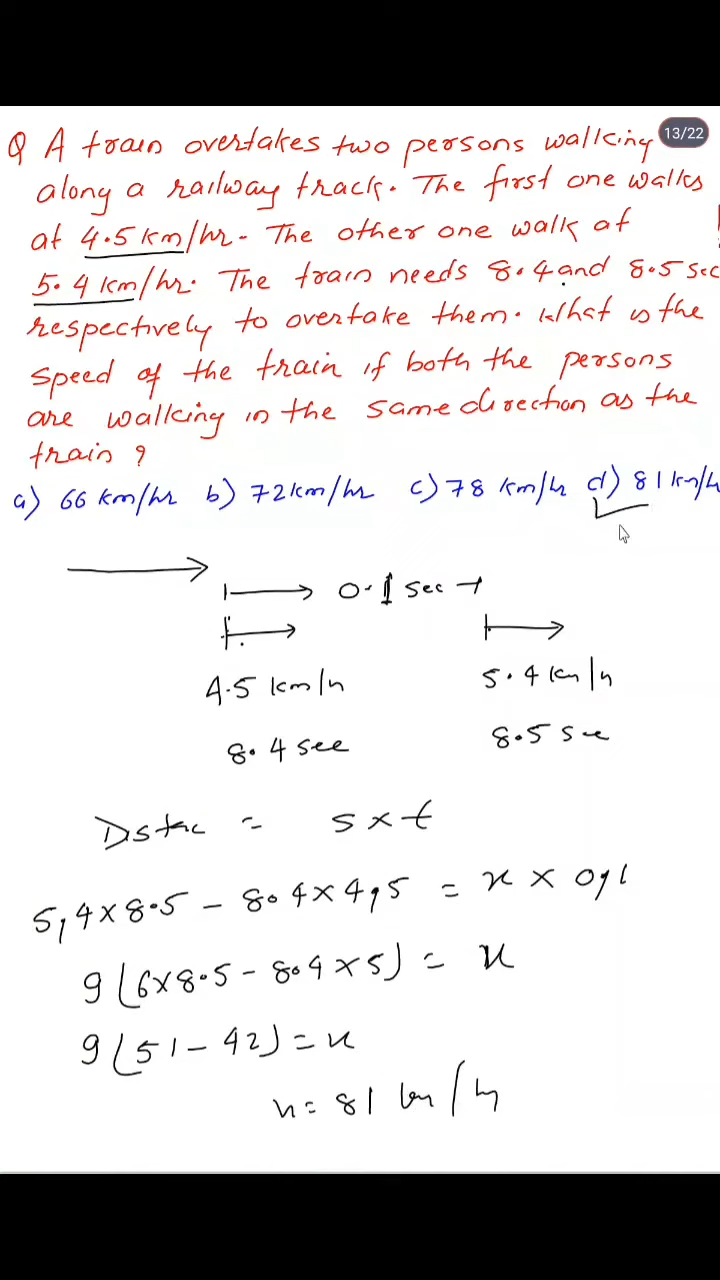 Q A train overtakes two persons walking 13/22
along a railway track. The first one walks
at 4.5 km/hr. The other one walk at
5.4 km/hr. The train needs 8.4 and 8.5 sec
respectively to overtake them. What is the
speed of the train if both the persons
are walking in the same direction as the
train ?
a) 66 km/hr b) 72 km/hr c) 78 km/h d) 81 km/h
0.1 sec
4.5 km/h 5.4 km/h
8.4 sec 8.5 sec
= s x t
5.4 x 8.5 - 8.4 x 4.5 = x x 0.1
9 (6 x 8.5 - 8.4 x 5) = x
9 (51 - 42) = x
x = 81 km/h